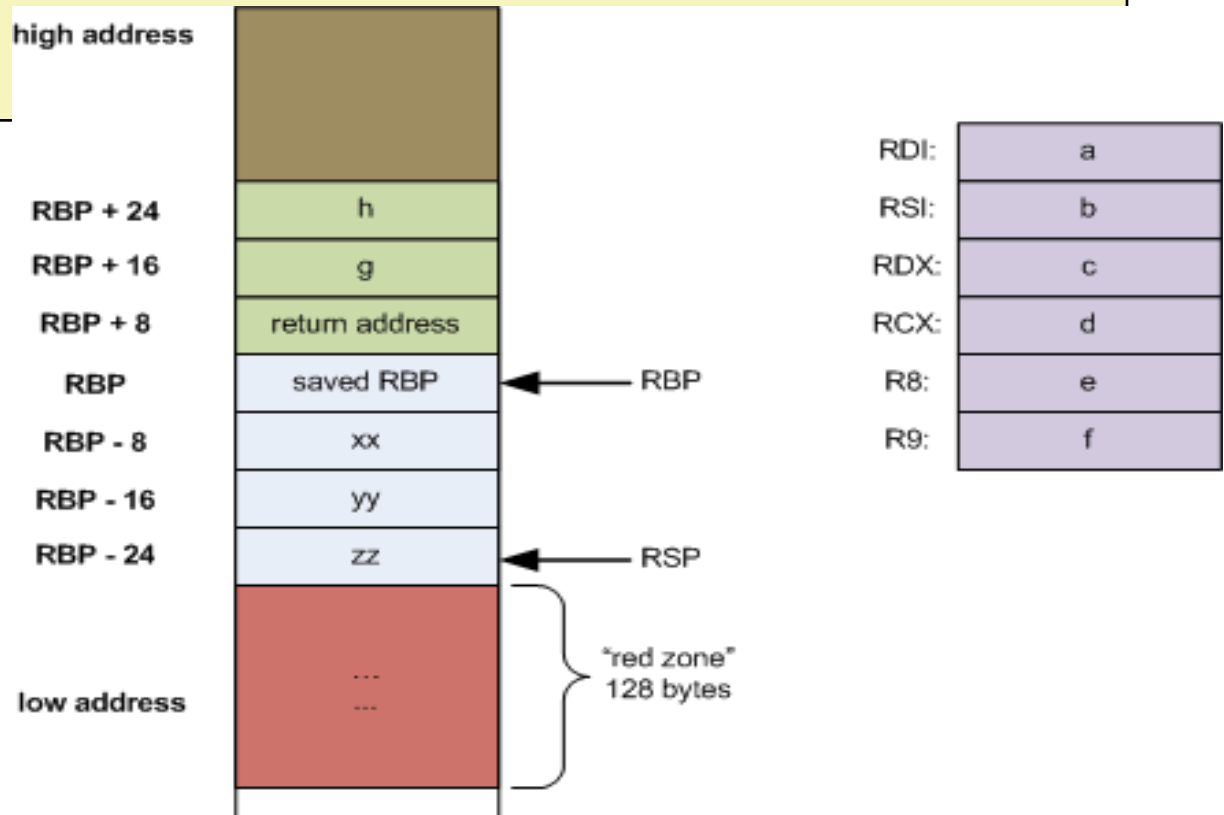 high address
RDI: a
RBP + 24 h RSI: b
RBP + 16 g RDX: c
RBP + 8 return address RCX: d
RBP saved RBP RBP R8: e
RBP - 8 xx R9: f
RBP - 16 yy
RBP - 24 zz RSP
"red zone"
... 128 bytes
low address ---